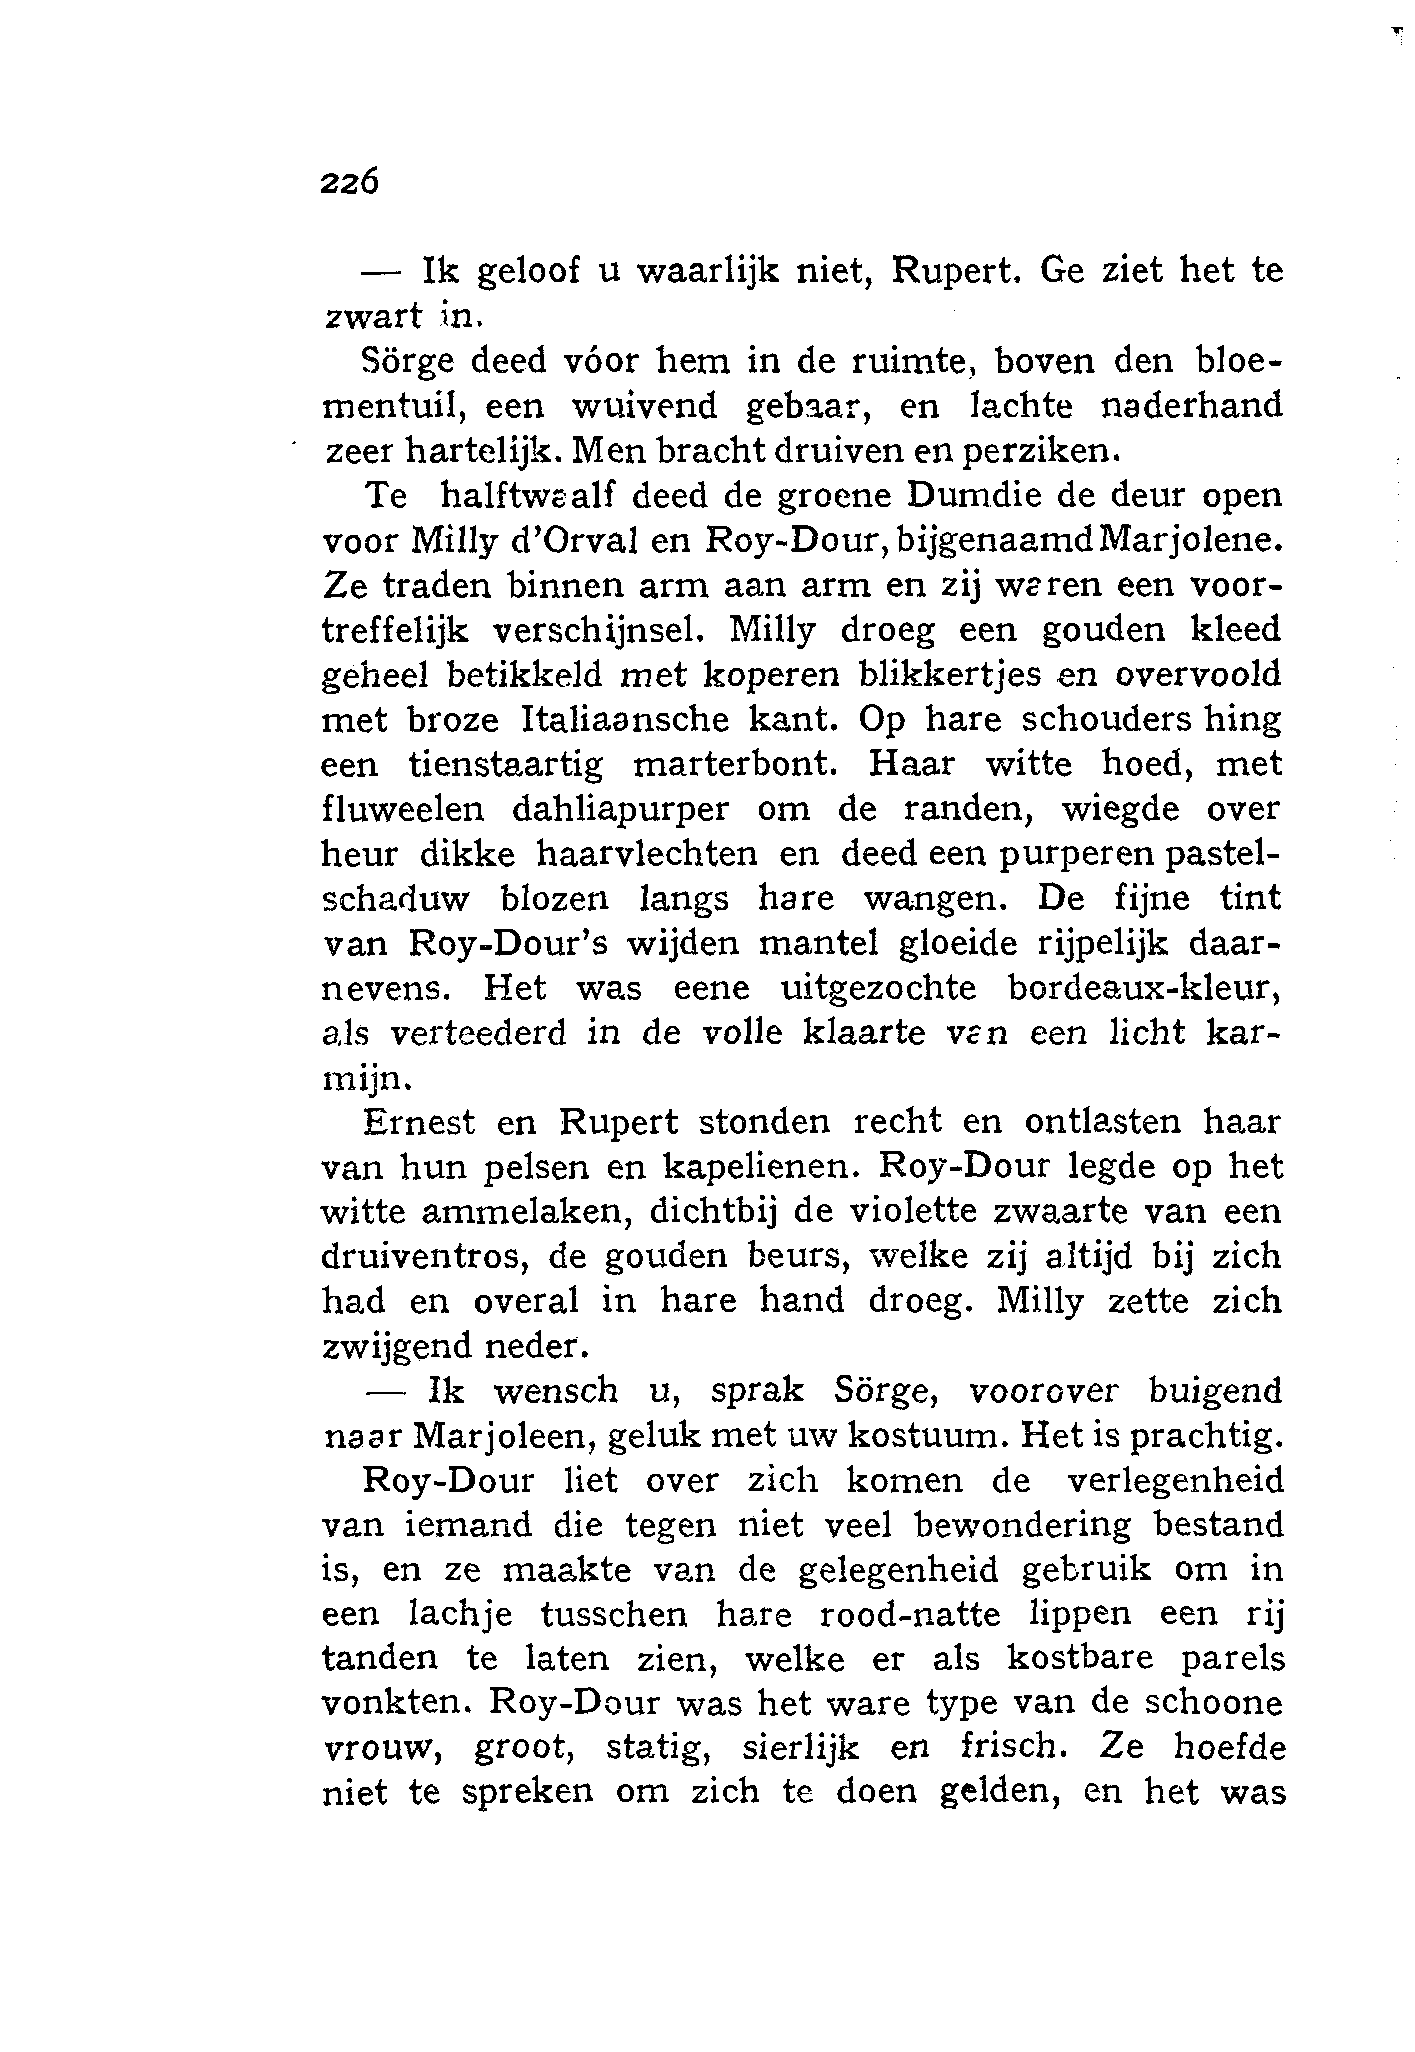 226
— Ik geloof u waarlijk niet, Rupert. Ge ziet het te
zwart in.
Sörge deed vóor hem in de ruimte, boven den bloe-
mentuil, een wuivend gebaar, en lachte naderhand
zeer hartelijk. Men bracht druiven en perziken.
Te halftwaalf deed de groene Dumdie de deur open
voor Milly d'Orval en Roy-Dour, bijgenaamd Marjolene.
Ze traden binnen arm aan arm en zij waren een voor-
treffelijk verschijnsel. Milly droeg een gouden kleed
geheel betikkeld met koperen blikkertjes en overvoold
met broze Italiaansche kant. Op hare schouders hing
een tienstaartig marterbont. Haar witte hoed, met
fluweelen dahliapurper om de randen, wiegde over
heur dikke haarvlechten en deed een purperen pastel-
schaduw blozen langs hare wangen. De fijne tint
van Roy-Dour's wijden mantel gloeide rijpelijk daar-
nevens. Het was eene uitgezochte bordeaux-kleur,
als verteederd in de volle klaarte van een licht kar-
mijn.
Ernest en Rupert stonden recht en ontlasten haar
van hun pelsen en kapelienen. Roy-Dour legde op het
witte ammelaken, dichtbij de violette zwaarte van een
druiventros, de gouden beurs, welke zij altijd bij zich
had en overal in hare hand droeg. Milly zette zich
zwijgend neder.
— Ik wensch u, sprak Sörge, voorover buigend
naar Marjoleen, geluk met uw kostuum. Het is prachtig.
Roy-Dour liet over zich komen de verlegenheid
van iemand die tegen niet veel bewondering bestand
is, en ze maakte van de gelegenheid gebruik om in
een lachje tusschen hare rood-natte lippen een rij
tanden te laten zien, welke er als kostbare parels
vonkten. Roy-Dour was het ware type van de schoone
vrouw, groot, statig, sierlijk en frisch. Ze hoefde
niet te spreken om zich te doen gelden, en het was